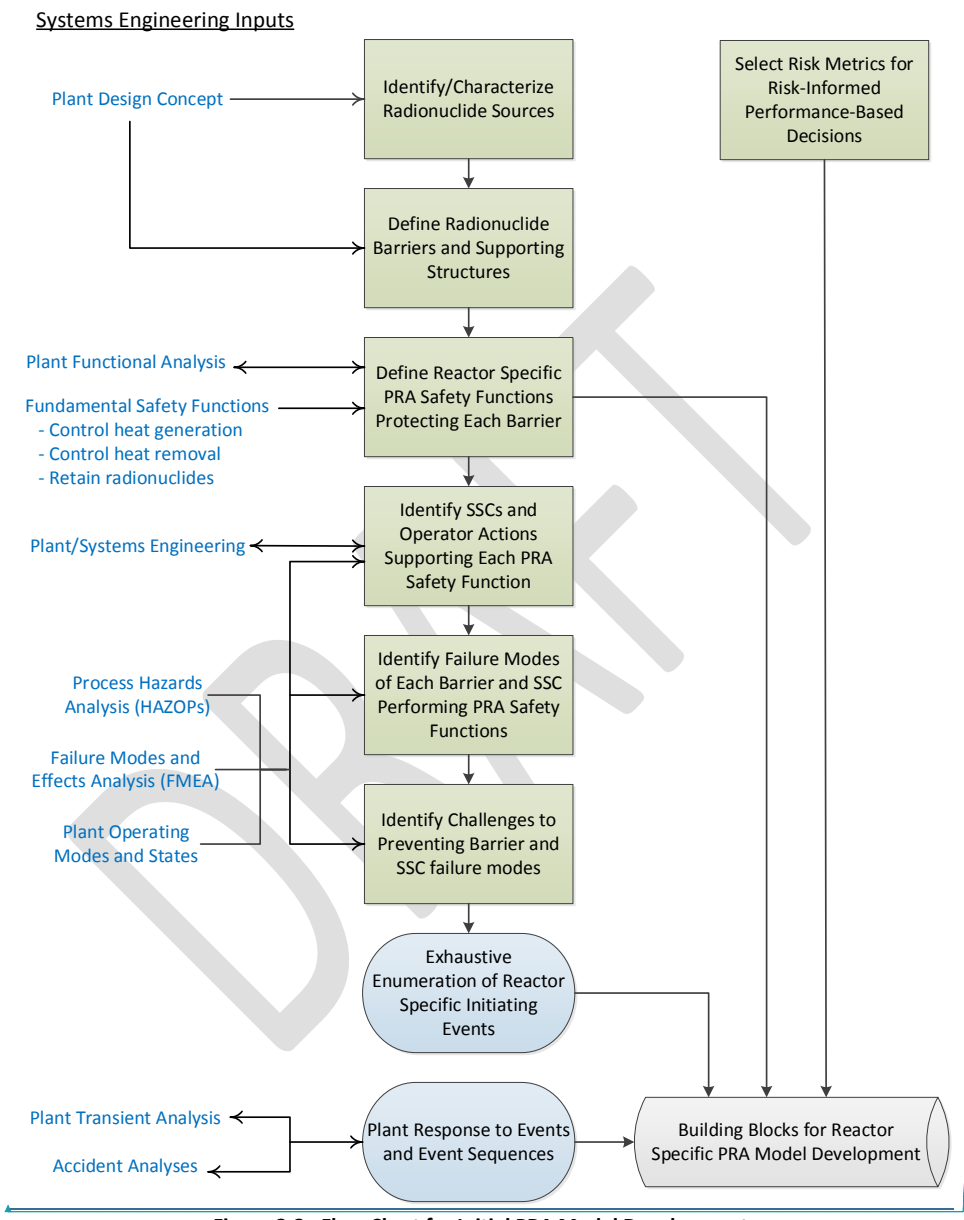 Systems Engineering Inputs
Plant Design Concept
Identify/Characterize
Radionuclide Sources
Select Risk Metrics for
Risk-Informed
Performance-Based
Decisions
Define Radionuclide
Barriers and Supporting
Structures
Plant Functional Analysis
Fundamental Safety Functions
- Control heat generation
- Control heat removal
- Retain radionuclides
Define Reactor Specific
PRA Safety Functions
Protecting Each Barrier
Plant/Systems Engineering
Identify SSCs and
Operator Actions
Supporting Each PRA
Safety Function
Process Hazards
Analysis (HAZOPs)
Identify Failure Modes
of Each Barrier and SSC
Performing PRA Safety
Functions
Failure Modes and
Effects Analysis (FMEA)
Plant Operating
Modes and States
Identify Challenges to
Preventing Barrier and
SSC failure modes
Exhaustive
Enumeration of Reactor
Specific Initiating
Events
Plant Transient Analysis
Accident Analyses
Plant Response to Events
and Event Sequences
Building Blocks for Reactor
Specific PRA Model Development
DRAFT